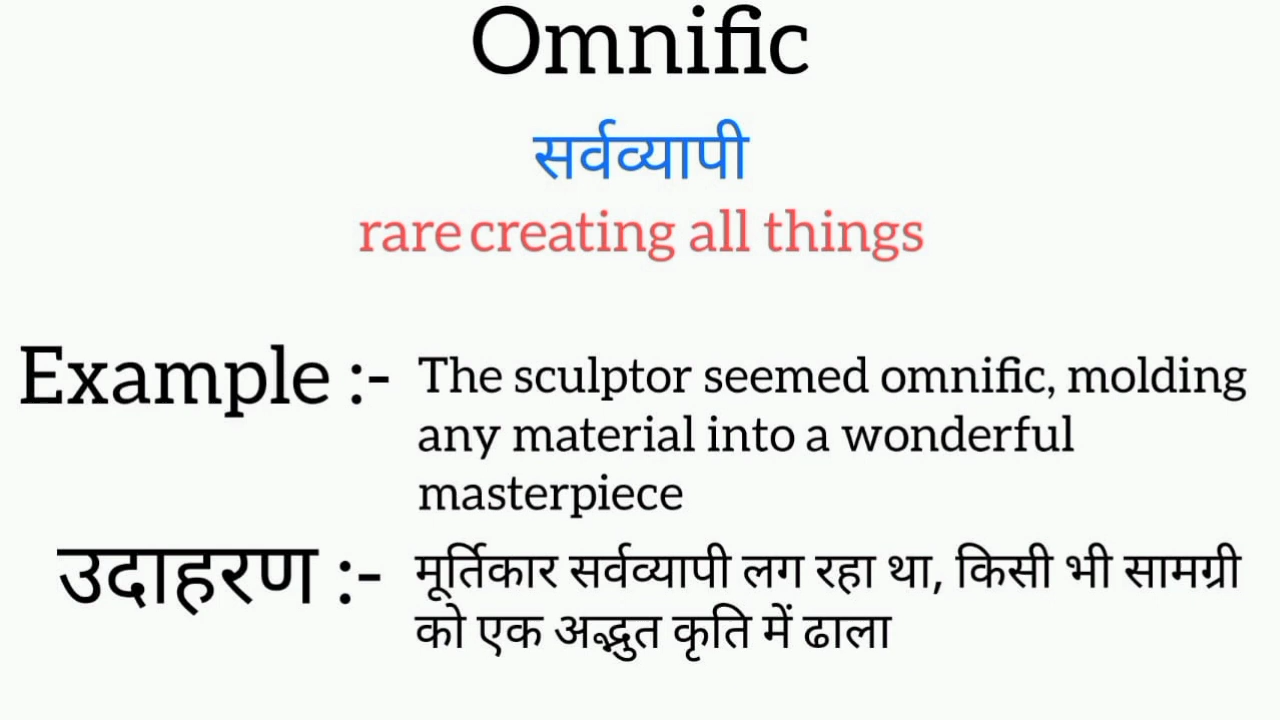 Omnific
सर्वव्यापी
rare creating all things
Example :- The sculptor seemed omnific, molding
any material into a wonderful
masterpiece
उदाहरण :- मूर्तिकार सर्वव्यापी लग रहा था, किसी भी सामग्री
को एक अद्भुत कृति में ढाला